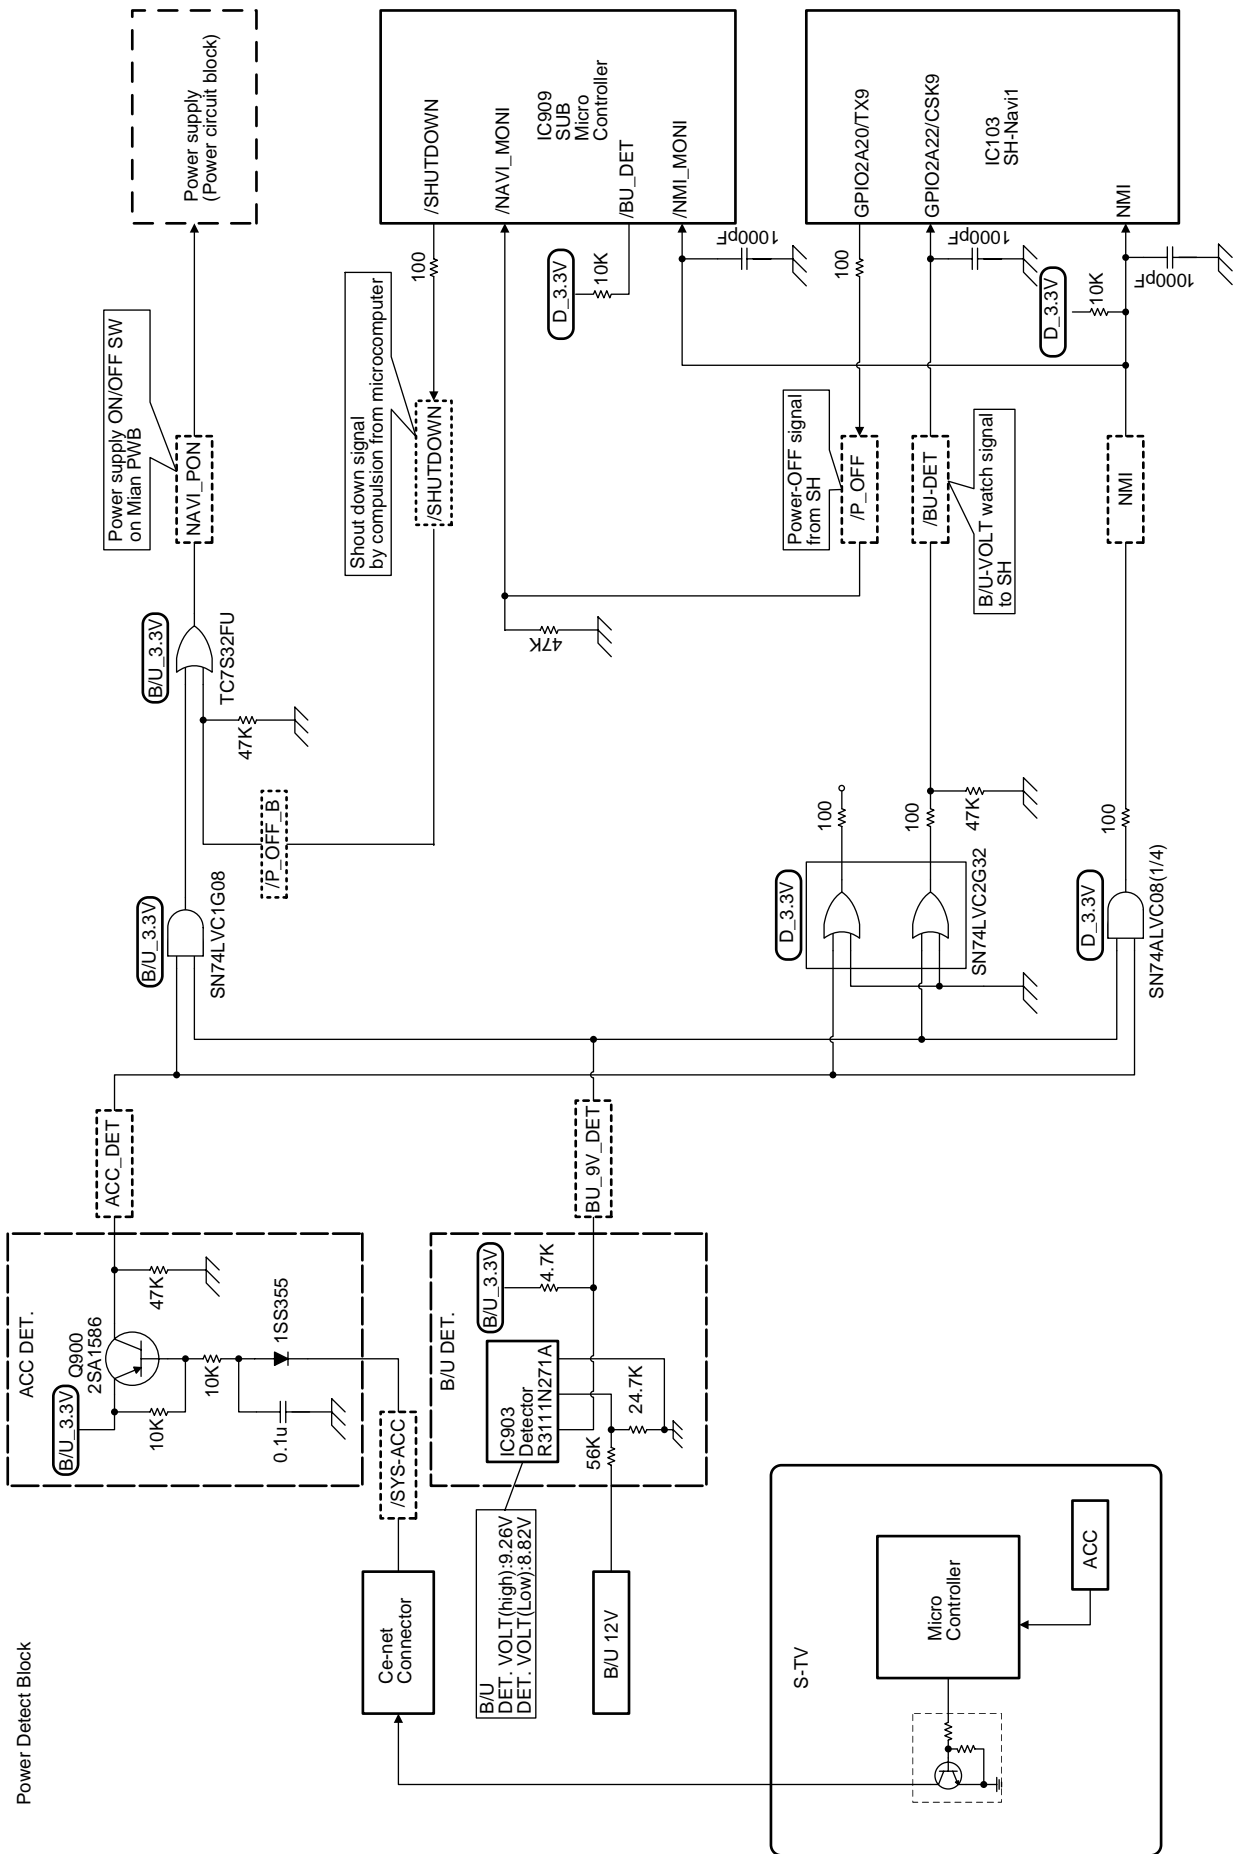 Power Detect Block
ACC DET.
B/U_3.3V
Q900
2SA1586
10K
47K
10K
0.1u
1SS355
ACC_DET
/SYS-ACC
Ce-net
Connector
B/U DET.
B/U_3.3V
4.7K
IC903
Detector
R3111N271A
56K
24.7K
BU_9V_DET
B/U
DET. VOLT(high):9.26V
DET. VOLT(Low):8.82V
B/U 12V
S-TV
Micro
Controller
ACC
B/U_3.3V
SN74LVC1G08
/P_OFF_B
47K
B/U_3.3V
TC7S32FU
NAVI_PON
Power supply ON/OFF SW
on Mian PWB
Power supply
(Power circuit block)
Shout down signal
by compulsion from microcomputer
/SHUTDOWN
100
/SHUTDOWN
/NAVI_MONI
IC909
SUB
Micro
Controller
/BU_DET
/NMI_MONI
D_3.3V
10K
1000pF
47K
D_3.3V
SN74LVC2G32
100
100
47K
Power-OFF signal
from SH
/P_OFF
100
GPIO2A20/TX9
/BU-DET
B/U-VOLT watch signal
to SH
GPIO2A22/CSK9
1000pF
IC103
SH-Navi1
D_3.3V
10K
D_3.3V
SN74ALVC08(1/4)
100
NMI
NMI
1000pF